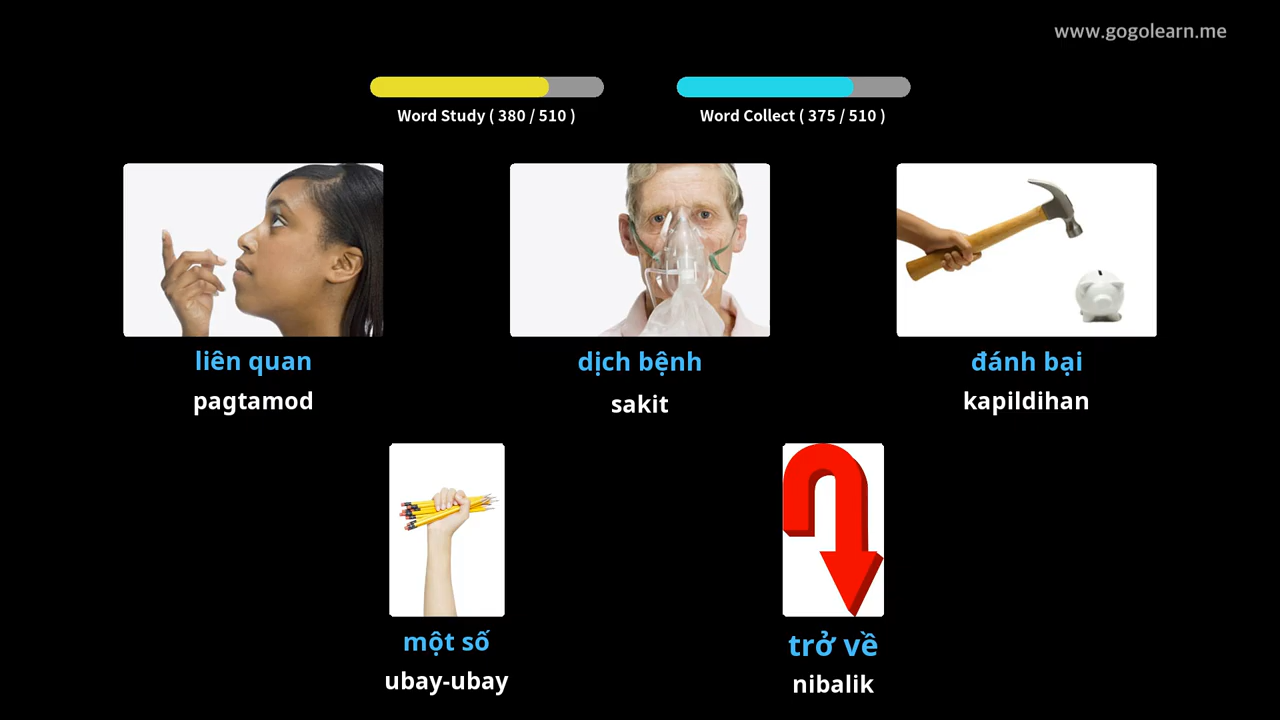 www.gogolearn.me
Word Study ( 380 / 510 )
Word Collect ( 375 / 510 )
liên quan
pagtamod
dịch bệnh
sakit
đánh bại
kapildihan
một số
ubay-ubay
trở về
nibalik